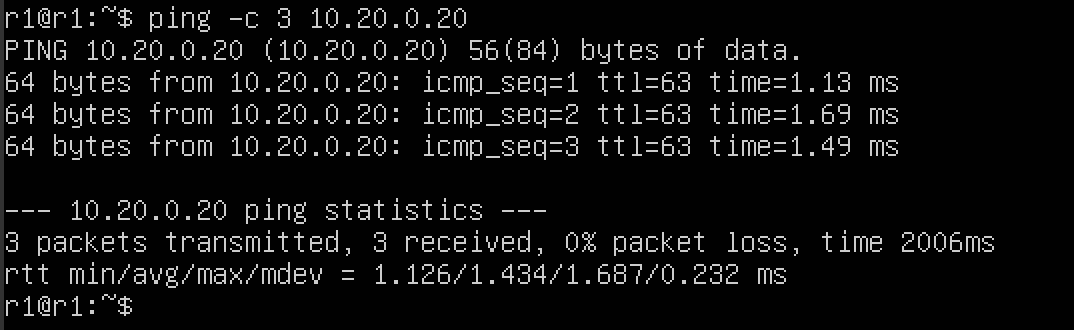 r1@r1:~$ ping -c 3 10.20.0.20
PING 10.20.0.20 (10.20.0.20) 56(84) bytes of data.
64 bytes from 10.20.0.20: icmp_seq=1 ttl=63 time=1.13 ms
64 bytes from 10.20.0.20: icmp_seq=2 ttl=63 time=1.69 ms
64 bytes from 10.20.0.20: icmp_seq=3 ttl=63 time=1.49 ms

--- 10.20.0.20 ping statistics ---
3 packets transmitted, 3 received, 0% packet loss, time 2006ms
rtt min/avg/max/mdev = 1.126/1.434/1.687/0.232 ms
r1@r1:~$